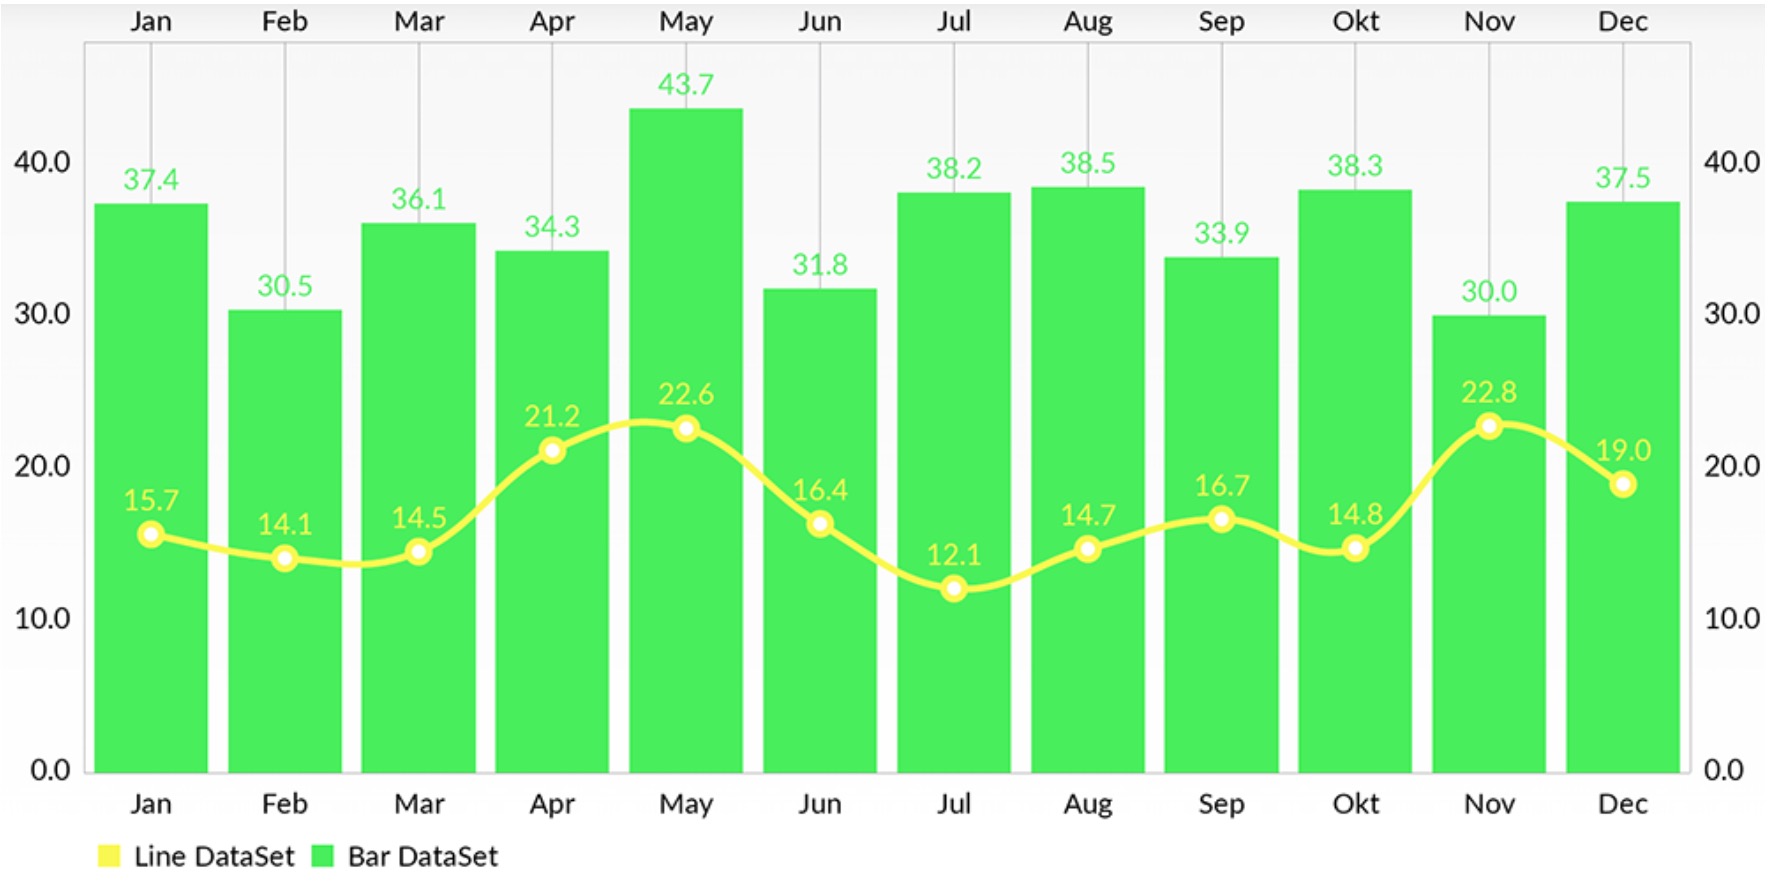 Jan Feb Mar Apr May Jun Jul Aug Sep Okt Nov Dec
43.7
40.0 37.4 36.1 38.2 38.5 38.3 37.5 40.0
34.3 33.9
30.5 31.8 30.0
30.0 30.0
22.6 22.8
21.2
20.0 19.0 20.0
15.7 14.1 14.5 16.4 12.1 14.7 16.7 14.8
10.0 10.0
0.0 0.0
Jan Feb Mar Apr May Jun Jul Aug Sep Okt Nov Dec
Line DataSet Bar DataSet